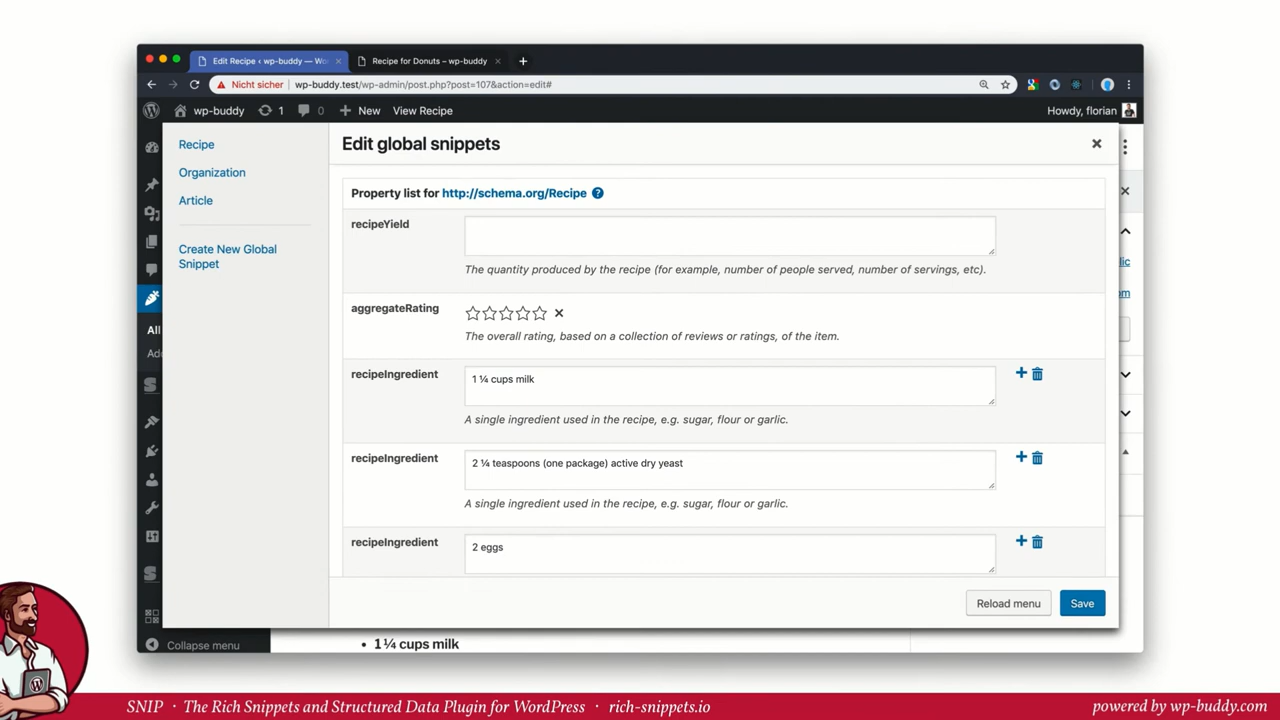 Edit Recipe ‹ wp-buddy — Wo
Recipe for Donuts – wp-buddy
Nicht sicher
wp-buddy.test/wp-admin/post.php?post=107&action=edit#
wp-buddy
1
0
New
View Recipe
Howdy, florian
Recipe
Organization
Article
Create New Global
Snippet
Edit global snippets
Property list for http://schema.org/Recipe
recipeYield
The quantity produced by the recipe (for example, number of people served, number of servings, etc).
aggregateRating
The overall rating, based on a collection of reviews or ratings, of the item.
recipeIngredient
1 ¼ cups milk
A single ingredient used in the recipe, e.g. sugar, flour or garlic.
recipeIngredient
2 ¼ teaspoons (one package) active dry yeast
A single ingredient used in the recipe, e.g. sugar, flour or garlic.
recipeIngredient
2 eggs
Reload menu
Save
All
Add
lic
om
Collapse menu
• 1 ¼ cups milk
SNIP · The Rich Snippets and Structured Data Plugin for WordPress · rich-snippets.io
powered by wp-buddy.com